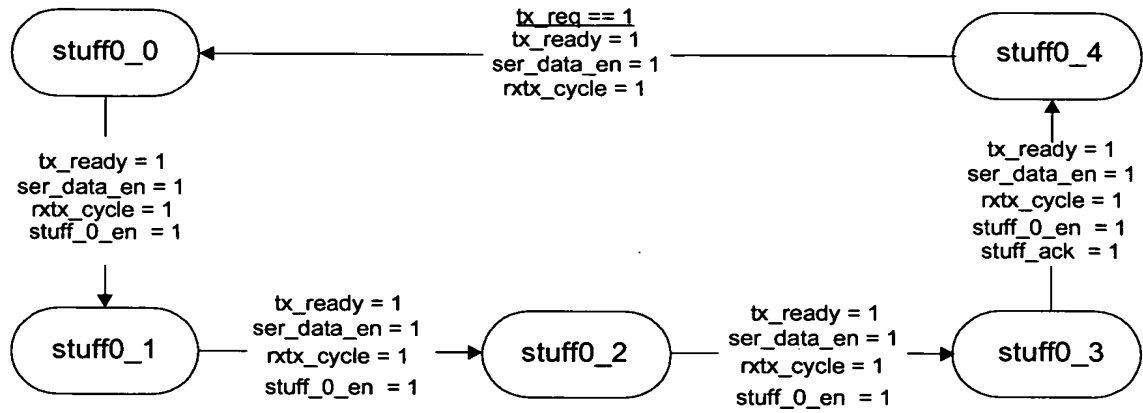 tx_req == 1
tx_ready = 1
ser_data_en = 1
rxtx_cycle = 1
stuff0_0
stuff0_4
tx_ready = 1
ser_data_en = 1
rxtx_cycle = 1
stuff_0_en = 1
tx_ready = 1
ser_data_en = 1
rxtx_cycle = 1
stuff_0_en = 1
stuff_ack = 1
stuff0_1
tx_ready = 1
ser_data_en = 1
rxtx_cycle = 1
stuff_0_en = 1
stuff0_2
tx_ready = 1
ser_data_en = 1
rxtx_cycle = 1
stuff_0_en = 1
stuff0_3